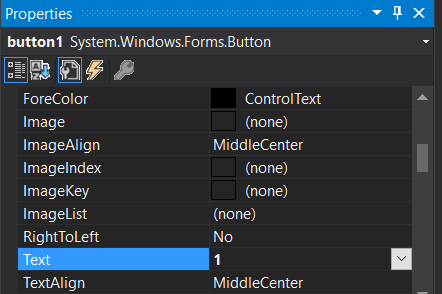 Properties
button1 System.Windows.Forms.Button
ForeColor ControlText
Image (none)
ImageAlign MiddleCenter
ImageIndex (none)
ImageKey (none)
ImageList (none)
RightToLeft No
Text 1
TextAlign MiddleCenter